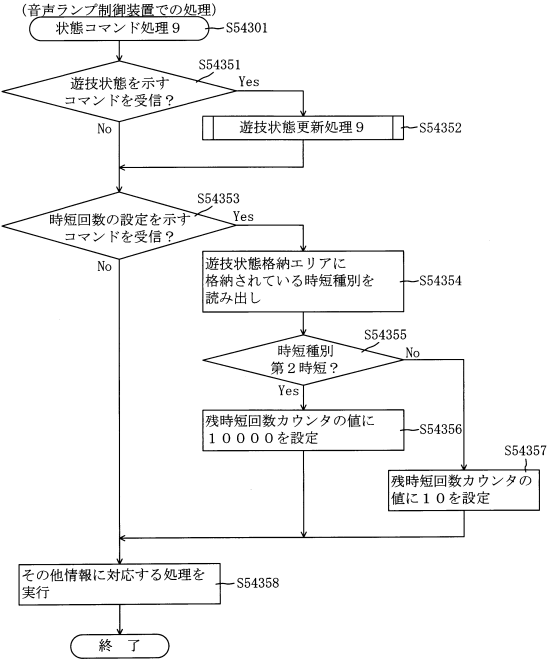 (音声ランプ制御装置での処理)
状態コマンド処理9
S54301
S54351
遊技状態を示す
コマンドを受信?
Yes
No
遊技状態更新処理9
S54352
S54353
時短回数の設定を示す
コマンドを受信?
Yes
No
遊技状態格納エリアに
格納されている時短種別を
読み出し
S54354
S54355
時短種別
第2時短?
No
Yes
残時短回数カウンタの値に
10000を設定
S54356
S54357
残時短回数カウンタの
値に10を設定
その他情報に対応する処理を
実行
S54358
終 了